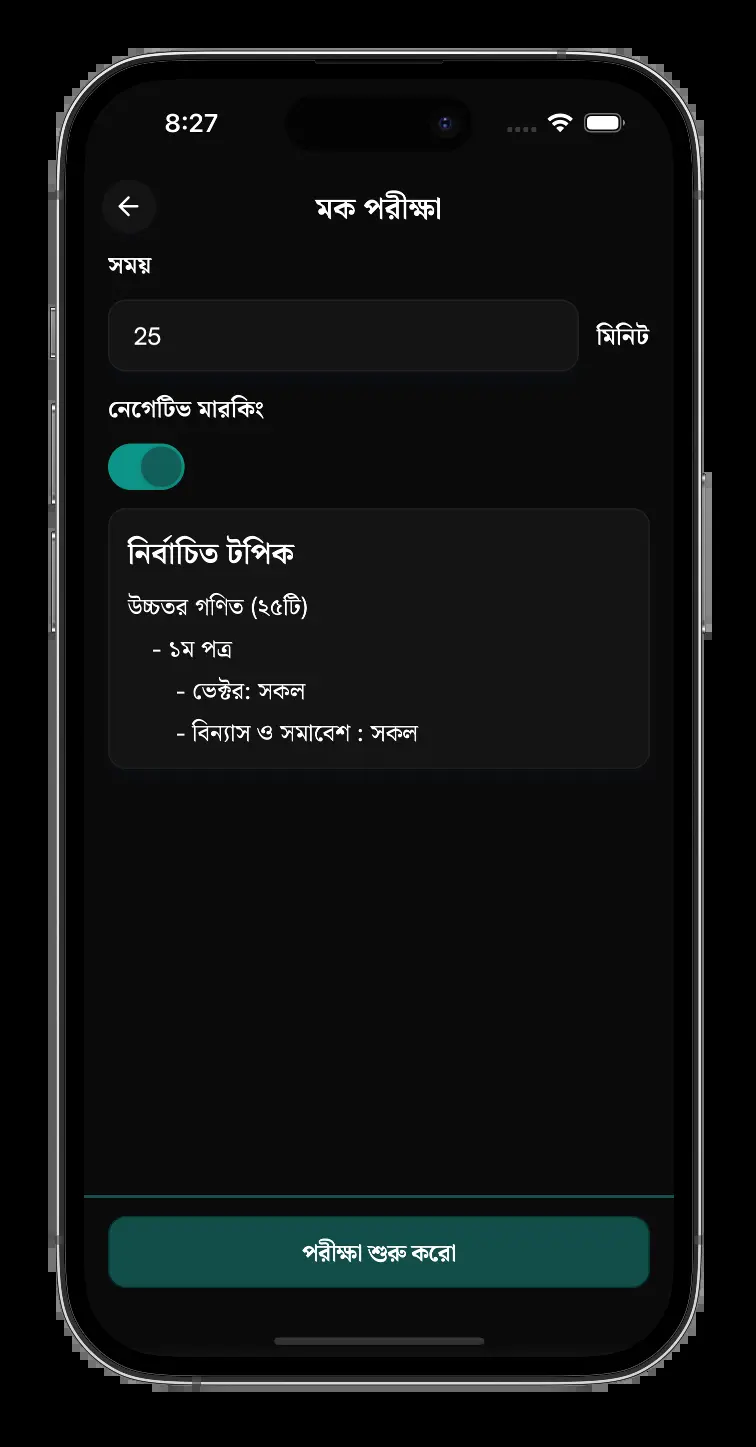 8:27
মক পরীক্ষা
সময়
25 মিনিট
নেগেটিভ মারকিং
নির্বাচিত টপিক
উচ্চতর গণিত (২৫টি)
- ১ম পত্র
- ভেক্টর: সকল
- বিন্যাস ও সমাবেশ : সকল
পরীক্ষা শুরু করো